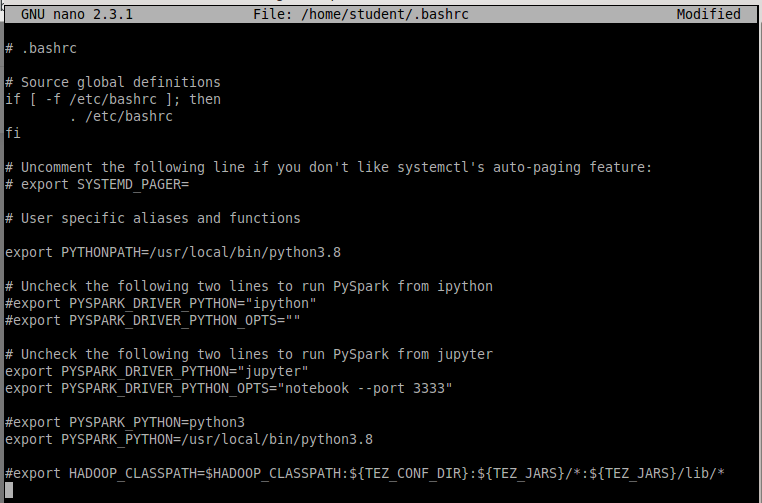 GNU nano 2.3.1 File: /home/student/.bashrc Modified
# .bashrc
# Source global definitions
if [ -f /etc/bashrc ]; then
. /etc/bashrc
fi
# Uncomment the following line if you don't like systemctl's auto-paging feature:
# export SYSTEMD_PAGER=
# User specific aliases and functions
export PYTHONPATH=/usr/local/bin/python3.8
# Uncheck the following two lines to run PySpark from ipython
#export PYSPARK_DRIVER_PYTHON="ipython"
#export PYSPARK_DRIVER_PYTHON_OPTS=""
# Uncheck the following two lines to run PySpark from jupyter
export PYSPARK_DRIVER_PYTHON="jupyter"
export PYSPARK_DRIVER_PYTHON_OPTS="notebook --port 3333"
#export PYSPARK_PYTHON=python3
export PYSPARK_PYTHON=/usr/local/bin/python3.8
#export HADOOP_CLASSPATH=$HADOOP_CLASSPATH:${TEZ_CONF_DIR}:${TEZ_JARS}/*:${TEZ_JARS}/lib/*